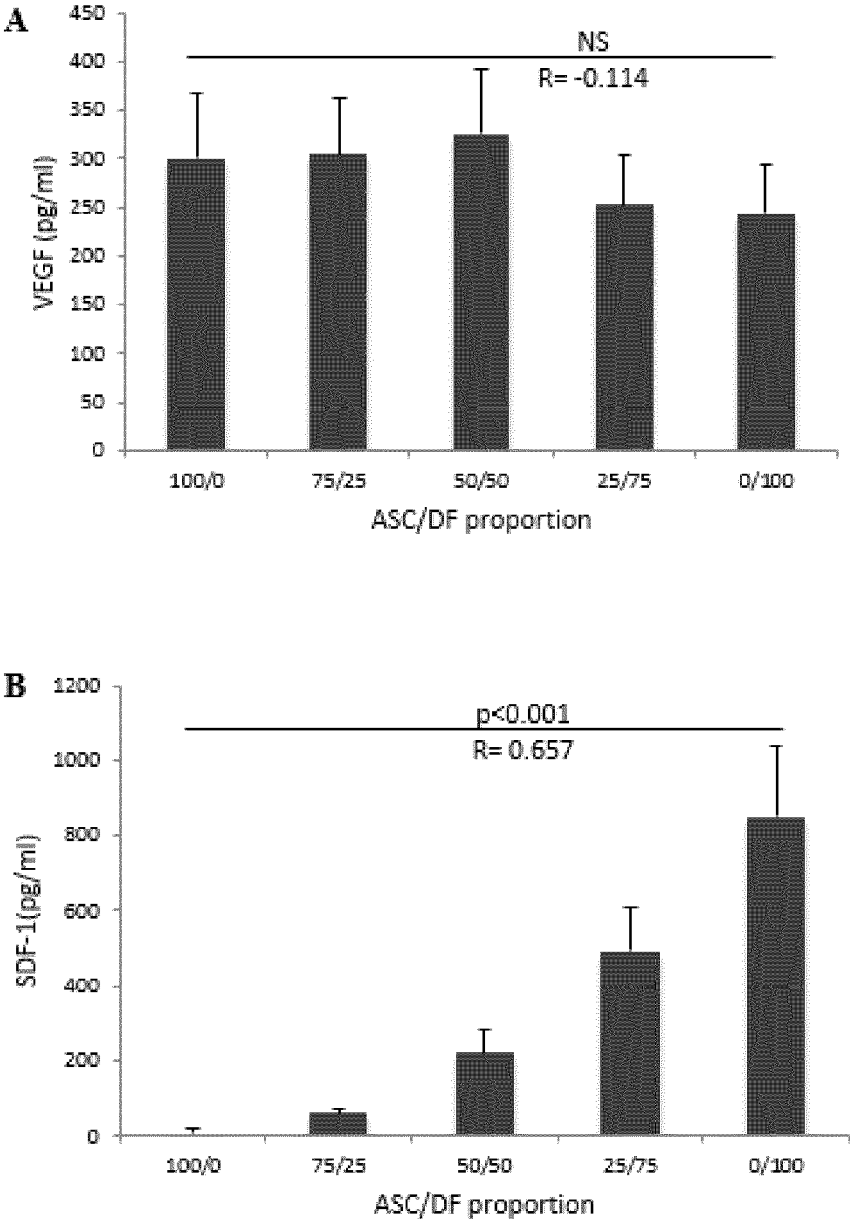 A
450
400
350
300
250
200
150
100
50
0
VEGF (pg/ml)
NS
R= -0.114
100/0 75/25 50/50 25/75 0/100
ASC/DF proportion
B
1200
1000
800
600
400
200
0
SDF-1(pg/ml)
p<0.001
R= 0.657
100/0 75/25 50/50 25/75 0/100
ASC/DF proportion